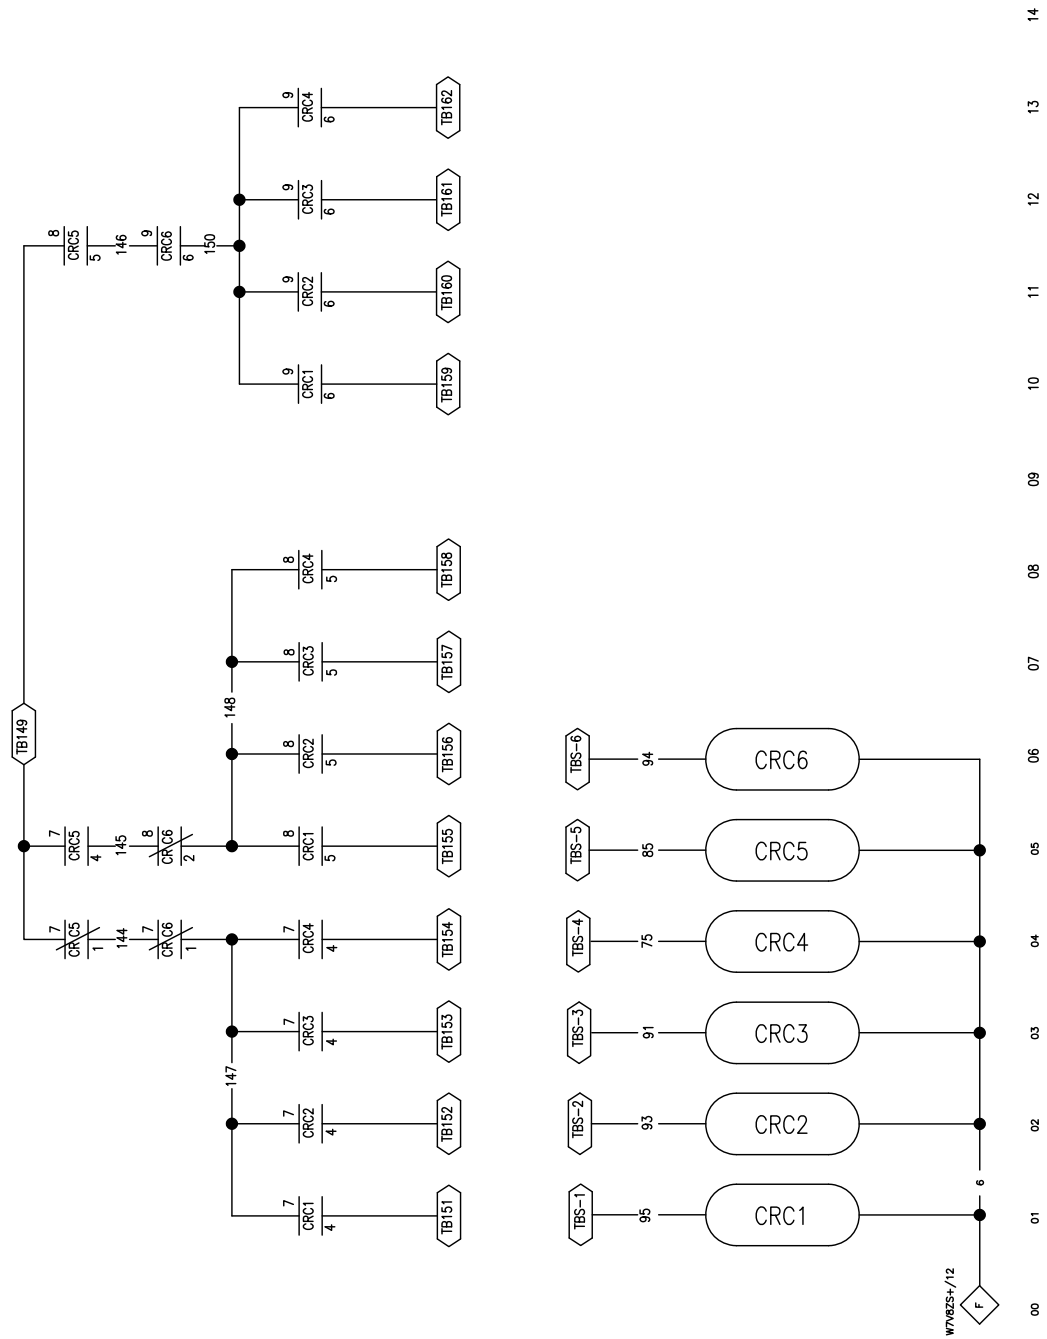 TB149
7
7
8
CRC5
CRC5
CRC5
1
4
5
144
145
146
7
8
9
CRC6
CRC6
CRC6
1
2
6
150
147
148
7
7
7
7
8
8
8
8
9
9
9
9
CRC1
CRC2
CRC3
CRC4
CRC1
CRC2
CRC3
CRC4
CRC1
CRC2
CRC3
CRC4
4
4
4
4
5
5
5
5
6
6
6
6
TB151
TB152
TB153
TB154
TB155
TB156
TB157
TB158
TB159
TB160
TB161
TB162
TBS-1
TBS-2
TBS-3
TBS-4
TBS-5
TBS-6
95
93
91
75
85
94
CRC1
CRC2
CRC3
CRC4
CRC5
CRC6
W7V8ZS+/12
F
6
00
01
02
03
04
05
06
07
08
09
10
11
12
13
14